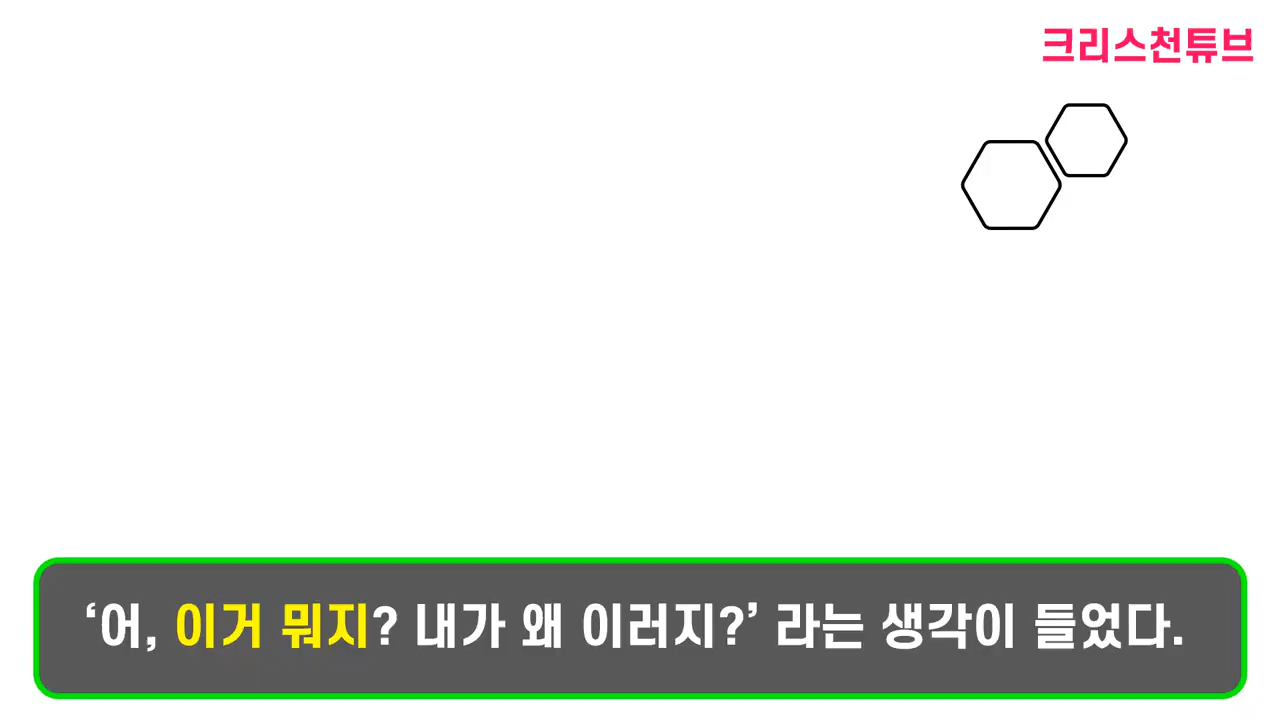 크리스천튜브
‘어, 이거 뭐지? 내가 왜 이러지?’ 라는 생각이 들었다.